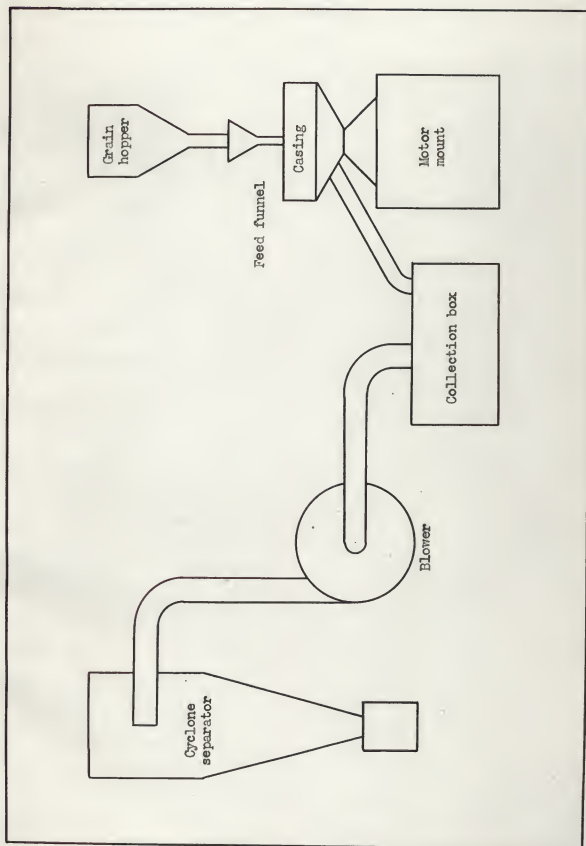 Grain
hopper
Feed funnel
Casing
Motor
mount
Collection box
Blower
Cyclone
separator